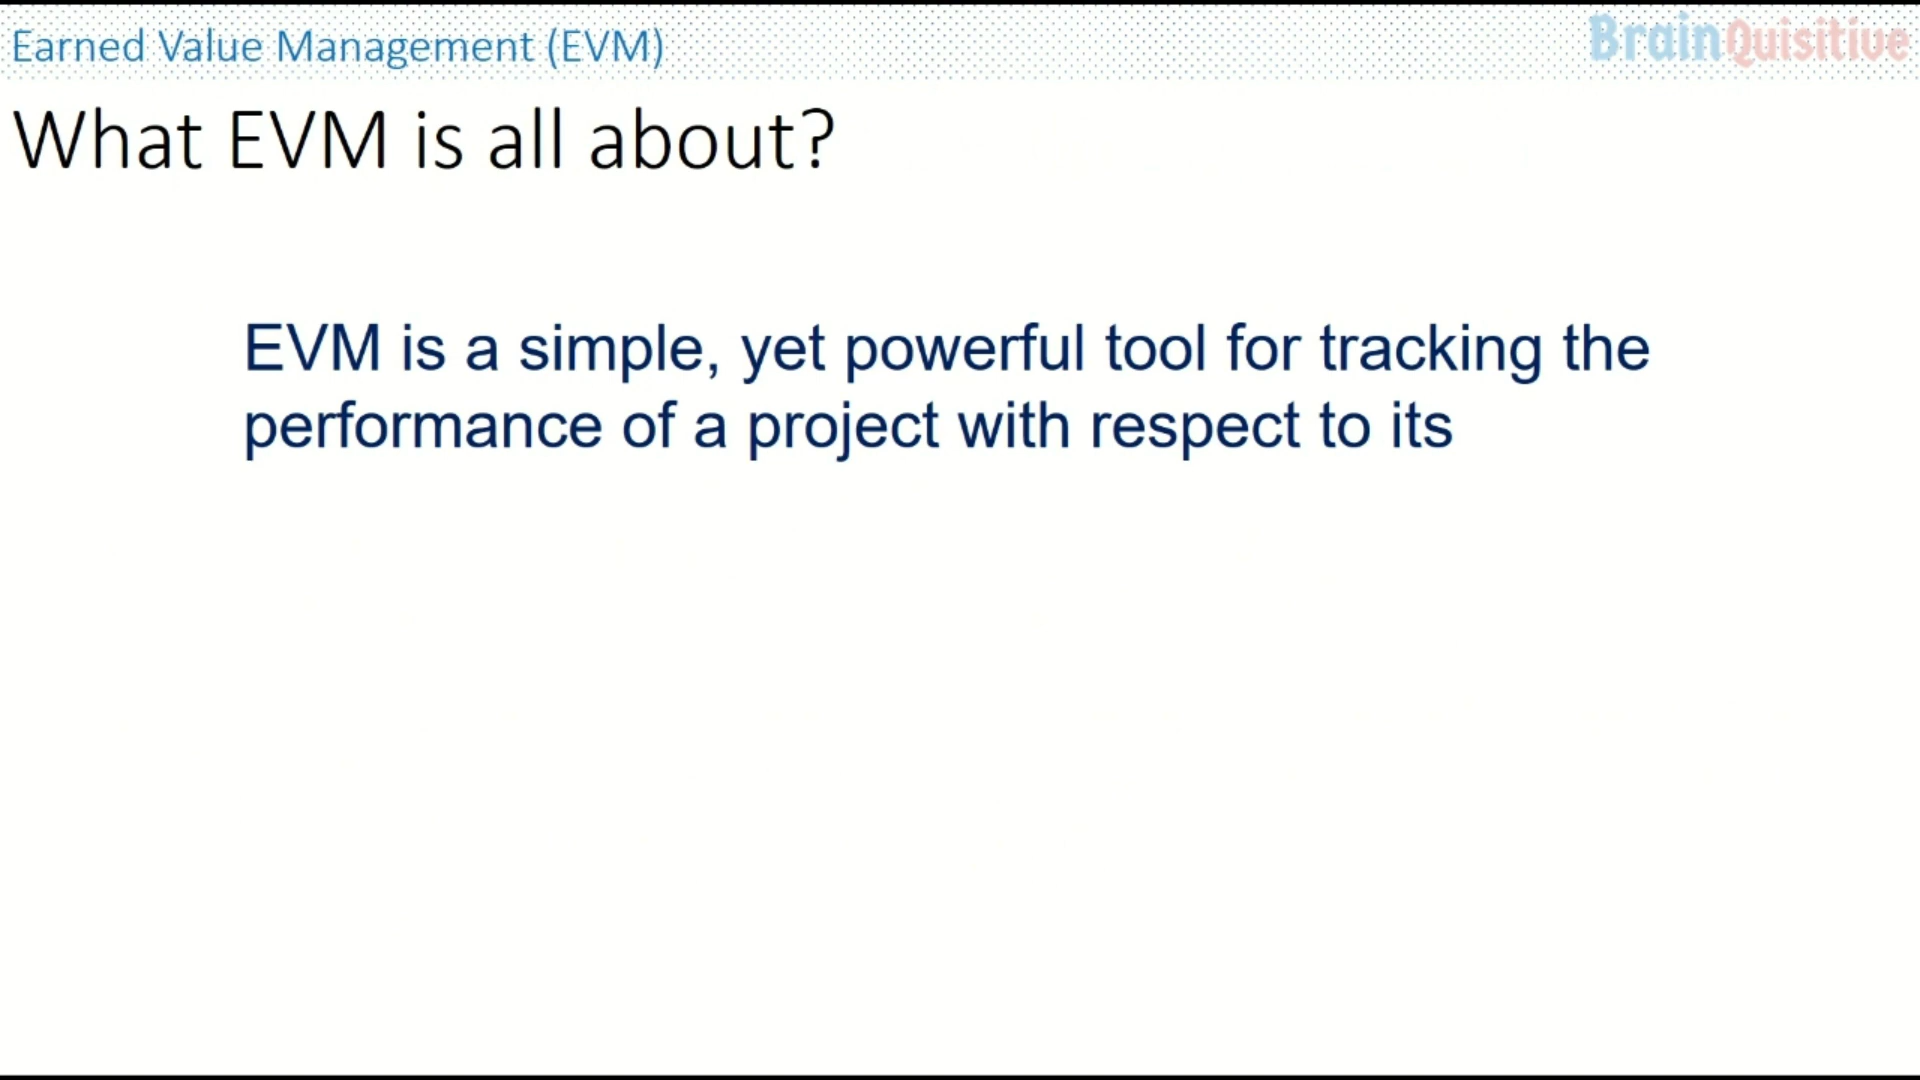 Earned Value Management (EVM)
BrainQuisitive
What EVM is all about?
EVM is a simple, yet powerful tool for tracking the
performance of a project with respect to its